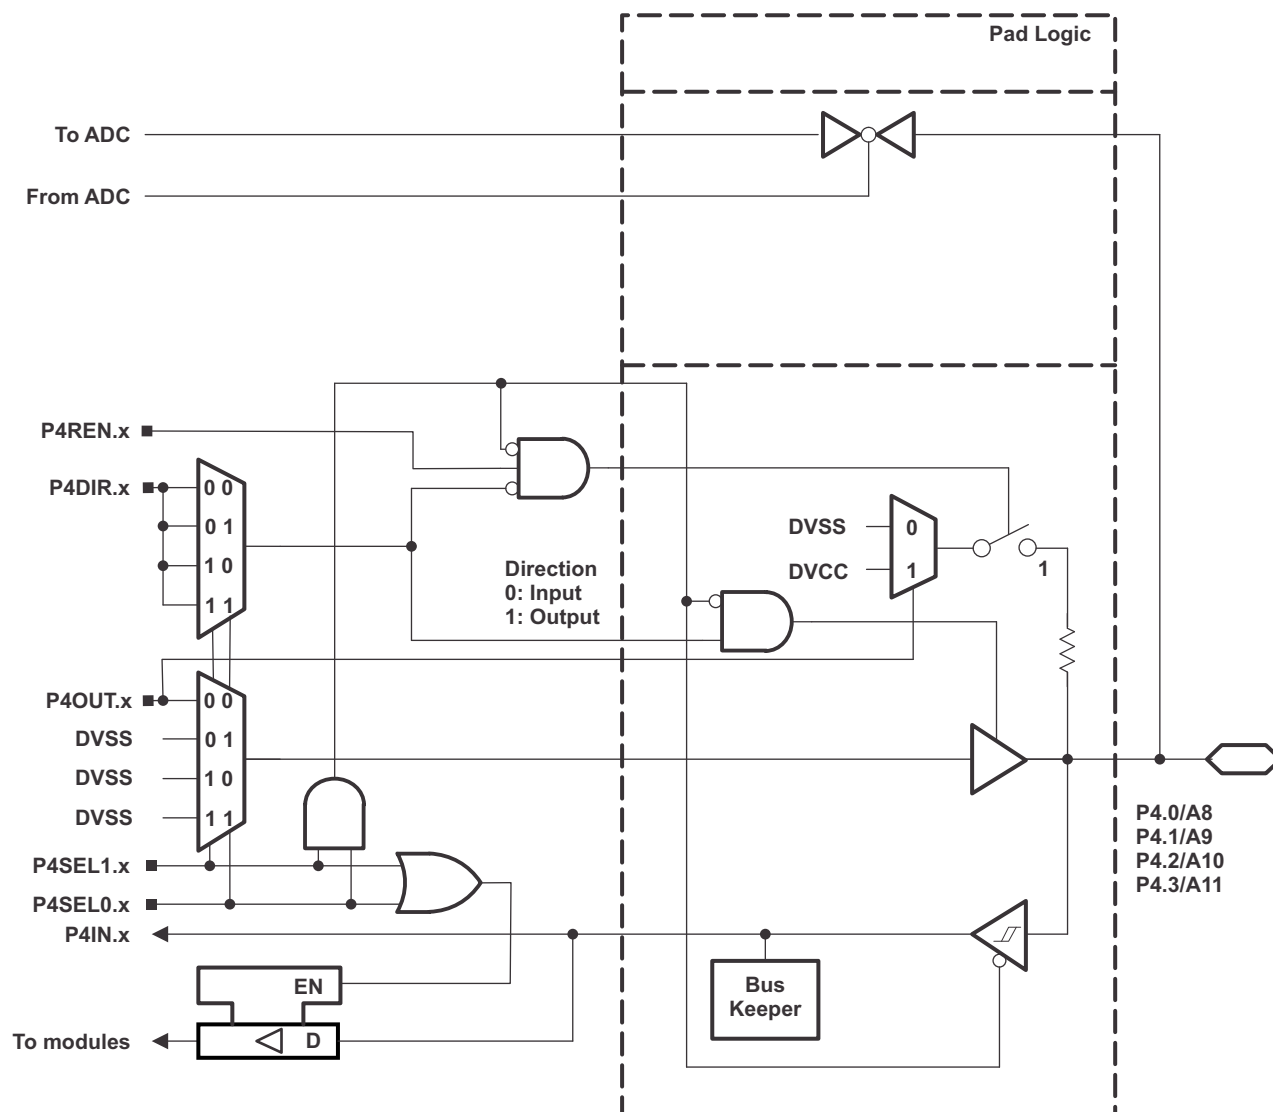 Pad Logic
To ADC
From ADC
P4REN.x
P4DIR.x
0 0
0 1
1 0
1 1
Direction
0: Input
1: Output
DVSS
0
DVCC
1
1
P4OUT.x
0 0
DVSS
0 1
DVSS
1 0
DVSS
1 1
P4.0/A8
P4.1/A9
P4.2/A10
P4.3/A11
P4SEL1.x
P4SEL0.x
P4IN.x
EN
Bus
Keeper
To modules
D